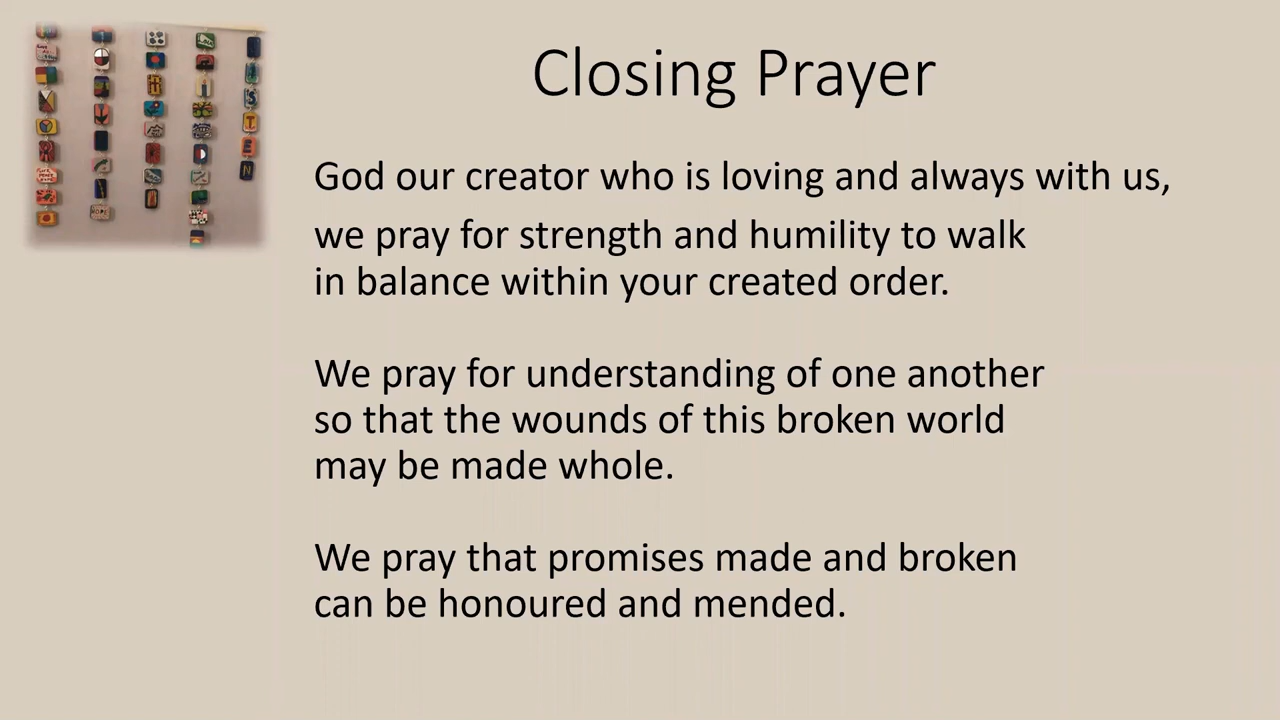 Closing Prayer
God our creator who is loving and always with us,
we pray for strength and humility to walk
in balance within your created order.
We pray for understanding of one another
so that the wounds of this broken world
may be made whole.
We pray that promises made and broken
can be honoured and mended.
S
T
E
N
HOPE